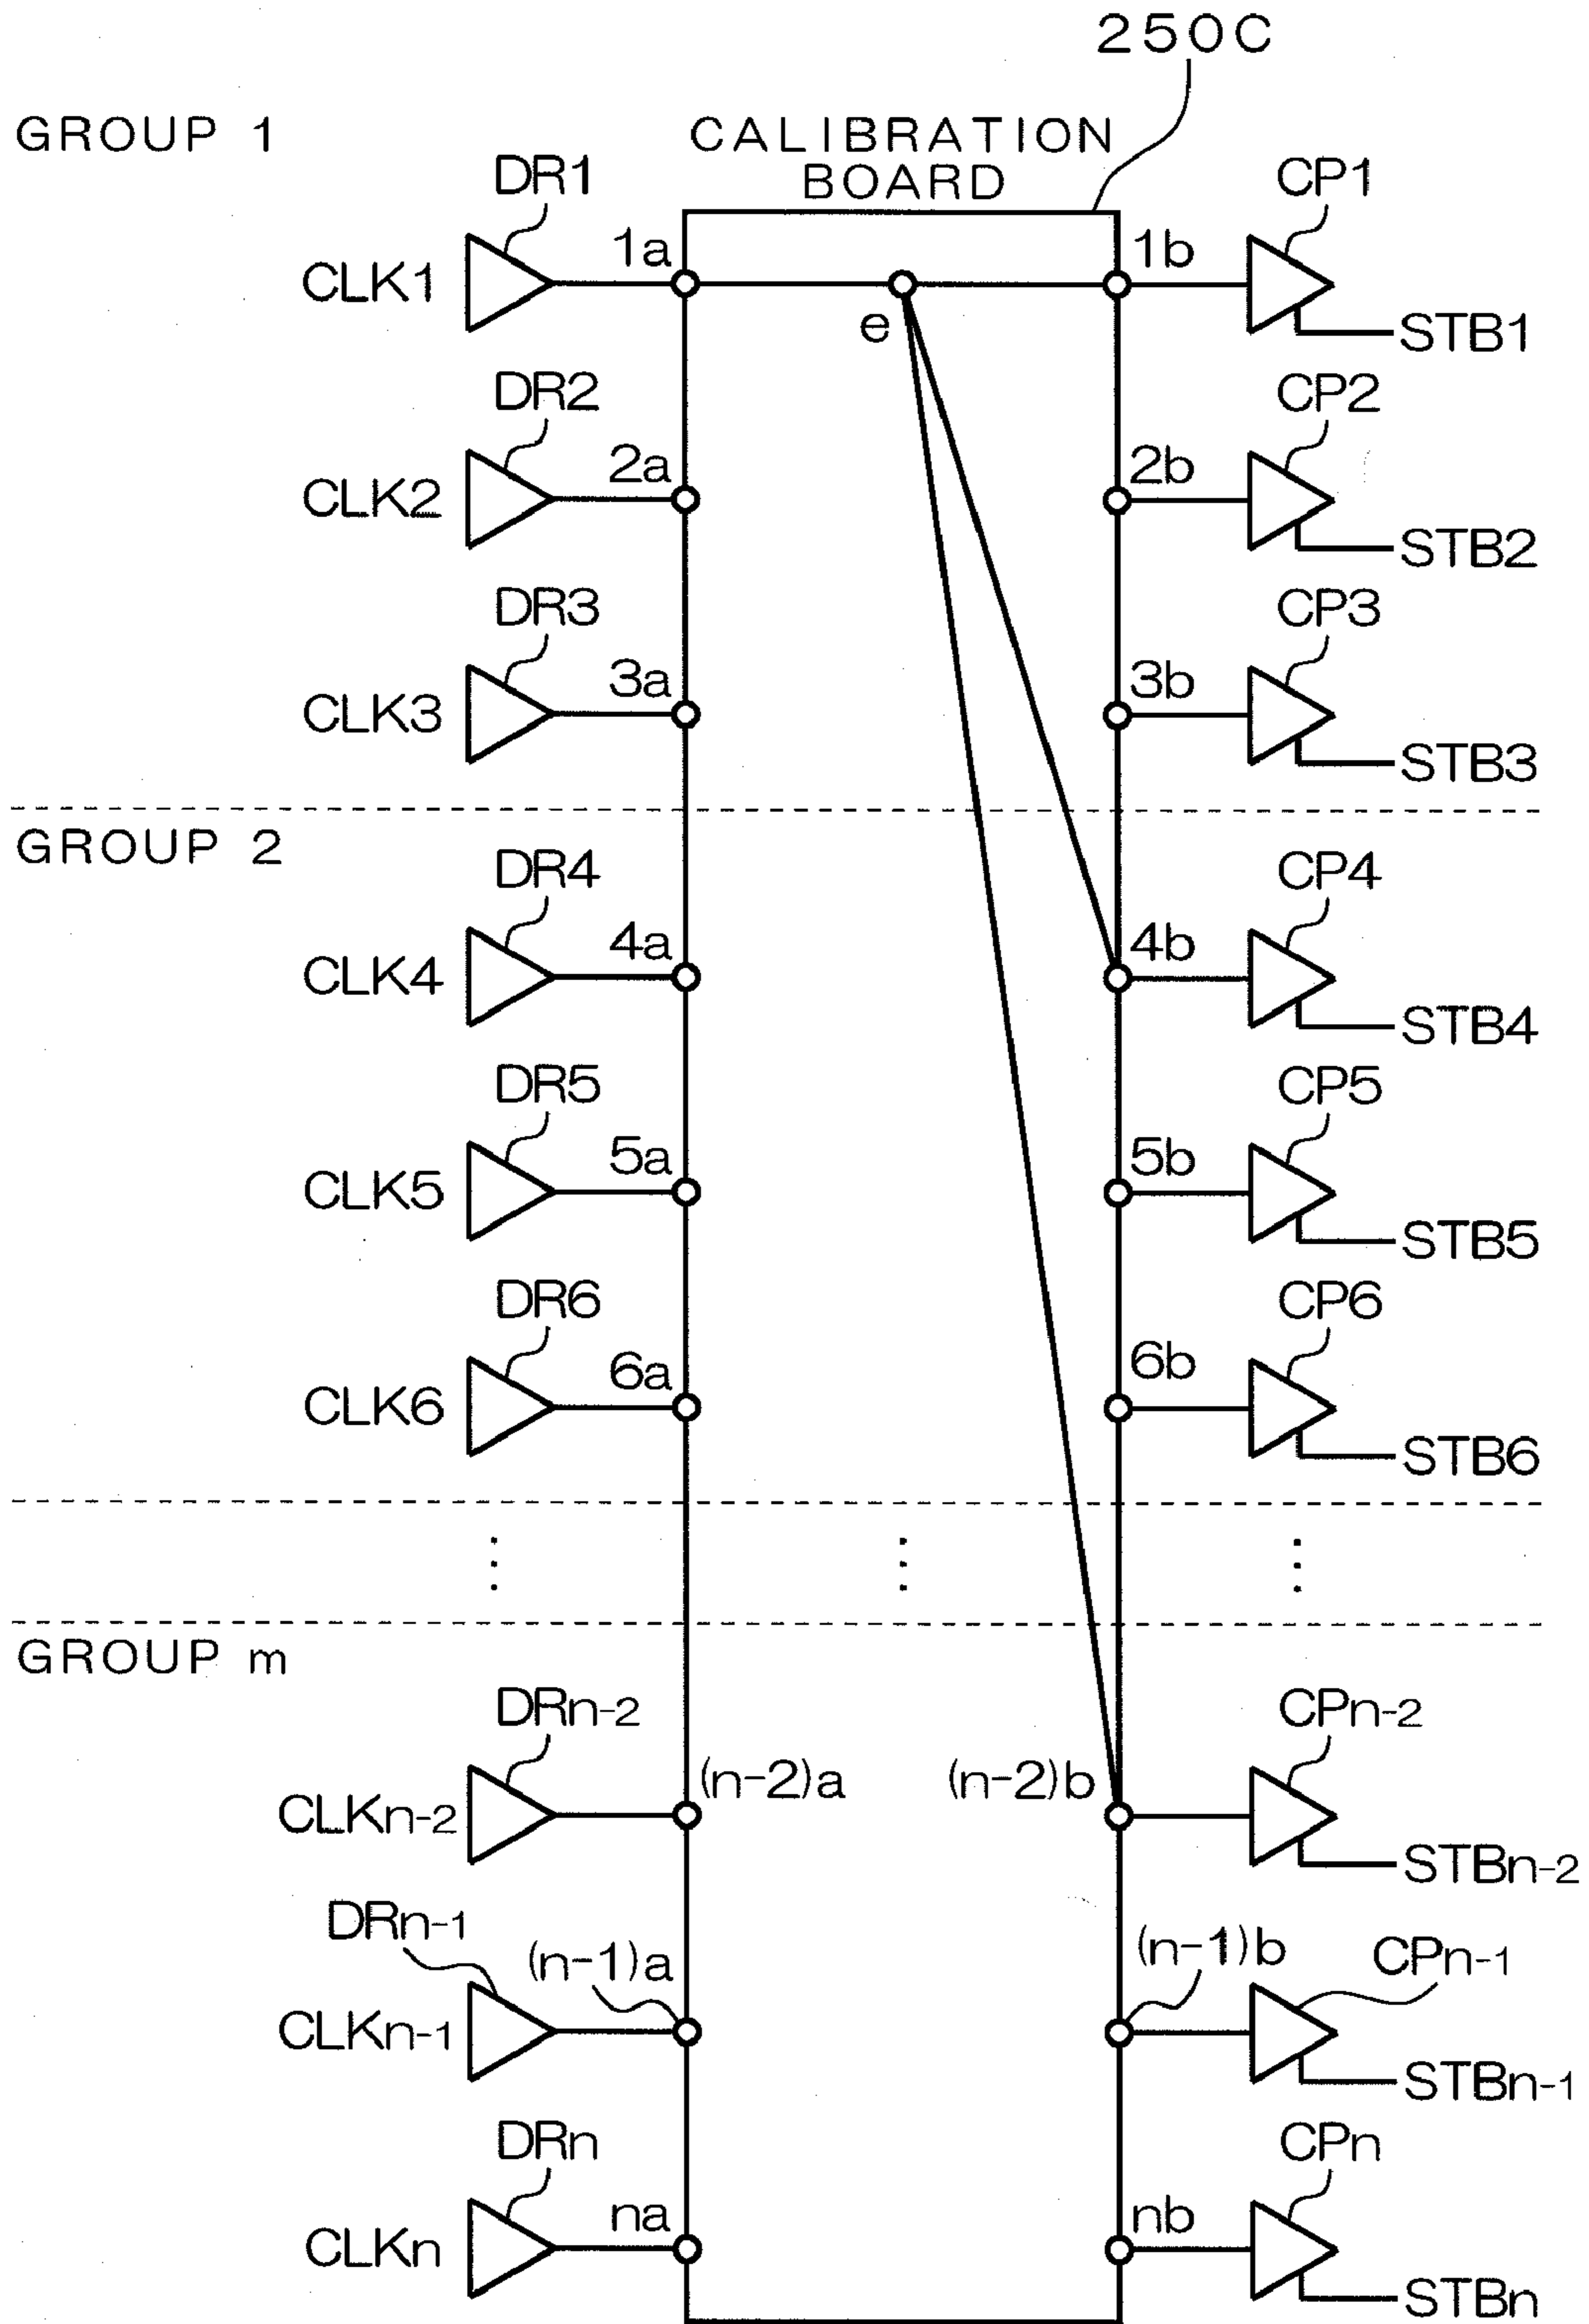 250C
GROUP 1
CALIBRATION
BOARD
DR1
CP1
1a
1b
CLK1
e
STB1
DR2
CP2
2a
2b
CLK2
STB2
DR3
CP3
3a
3b
CLK3
STB3
GROUP 2
DR4
CP4
4a
4b
CLK4
STB4
DR5
CP5
5a
5b
CLK5
STB5
DR6
CP6
6a
6b
CLK6
STB6
GROUP m
DRn-2
CPn-2
(n-2)a
(n-2)b
CLKn-2
STBn-2
DRn-1
(n-1)a
(n-1)b
CPn-1
CLKn-1
STBn-1
DRn
CPn
na
nb
CLKn
STBn